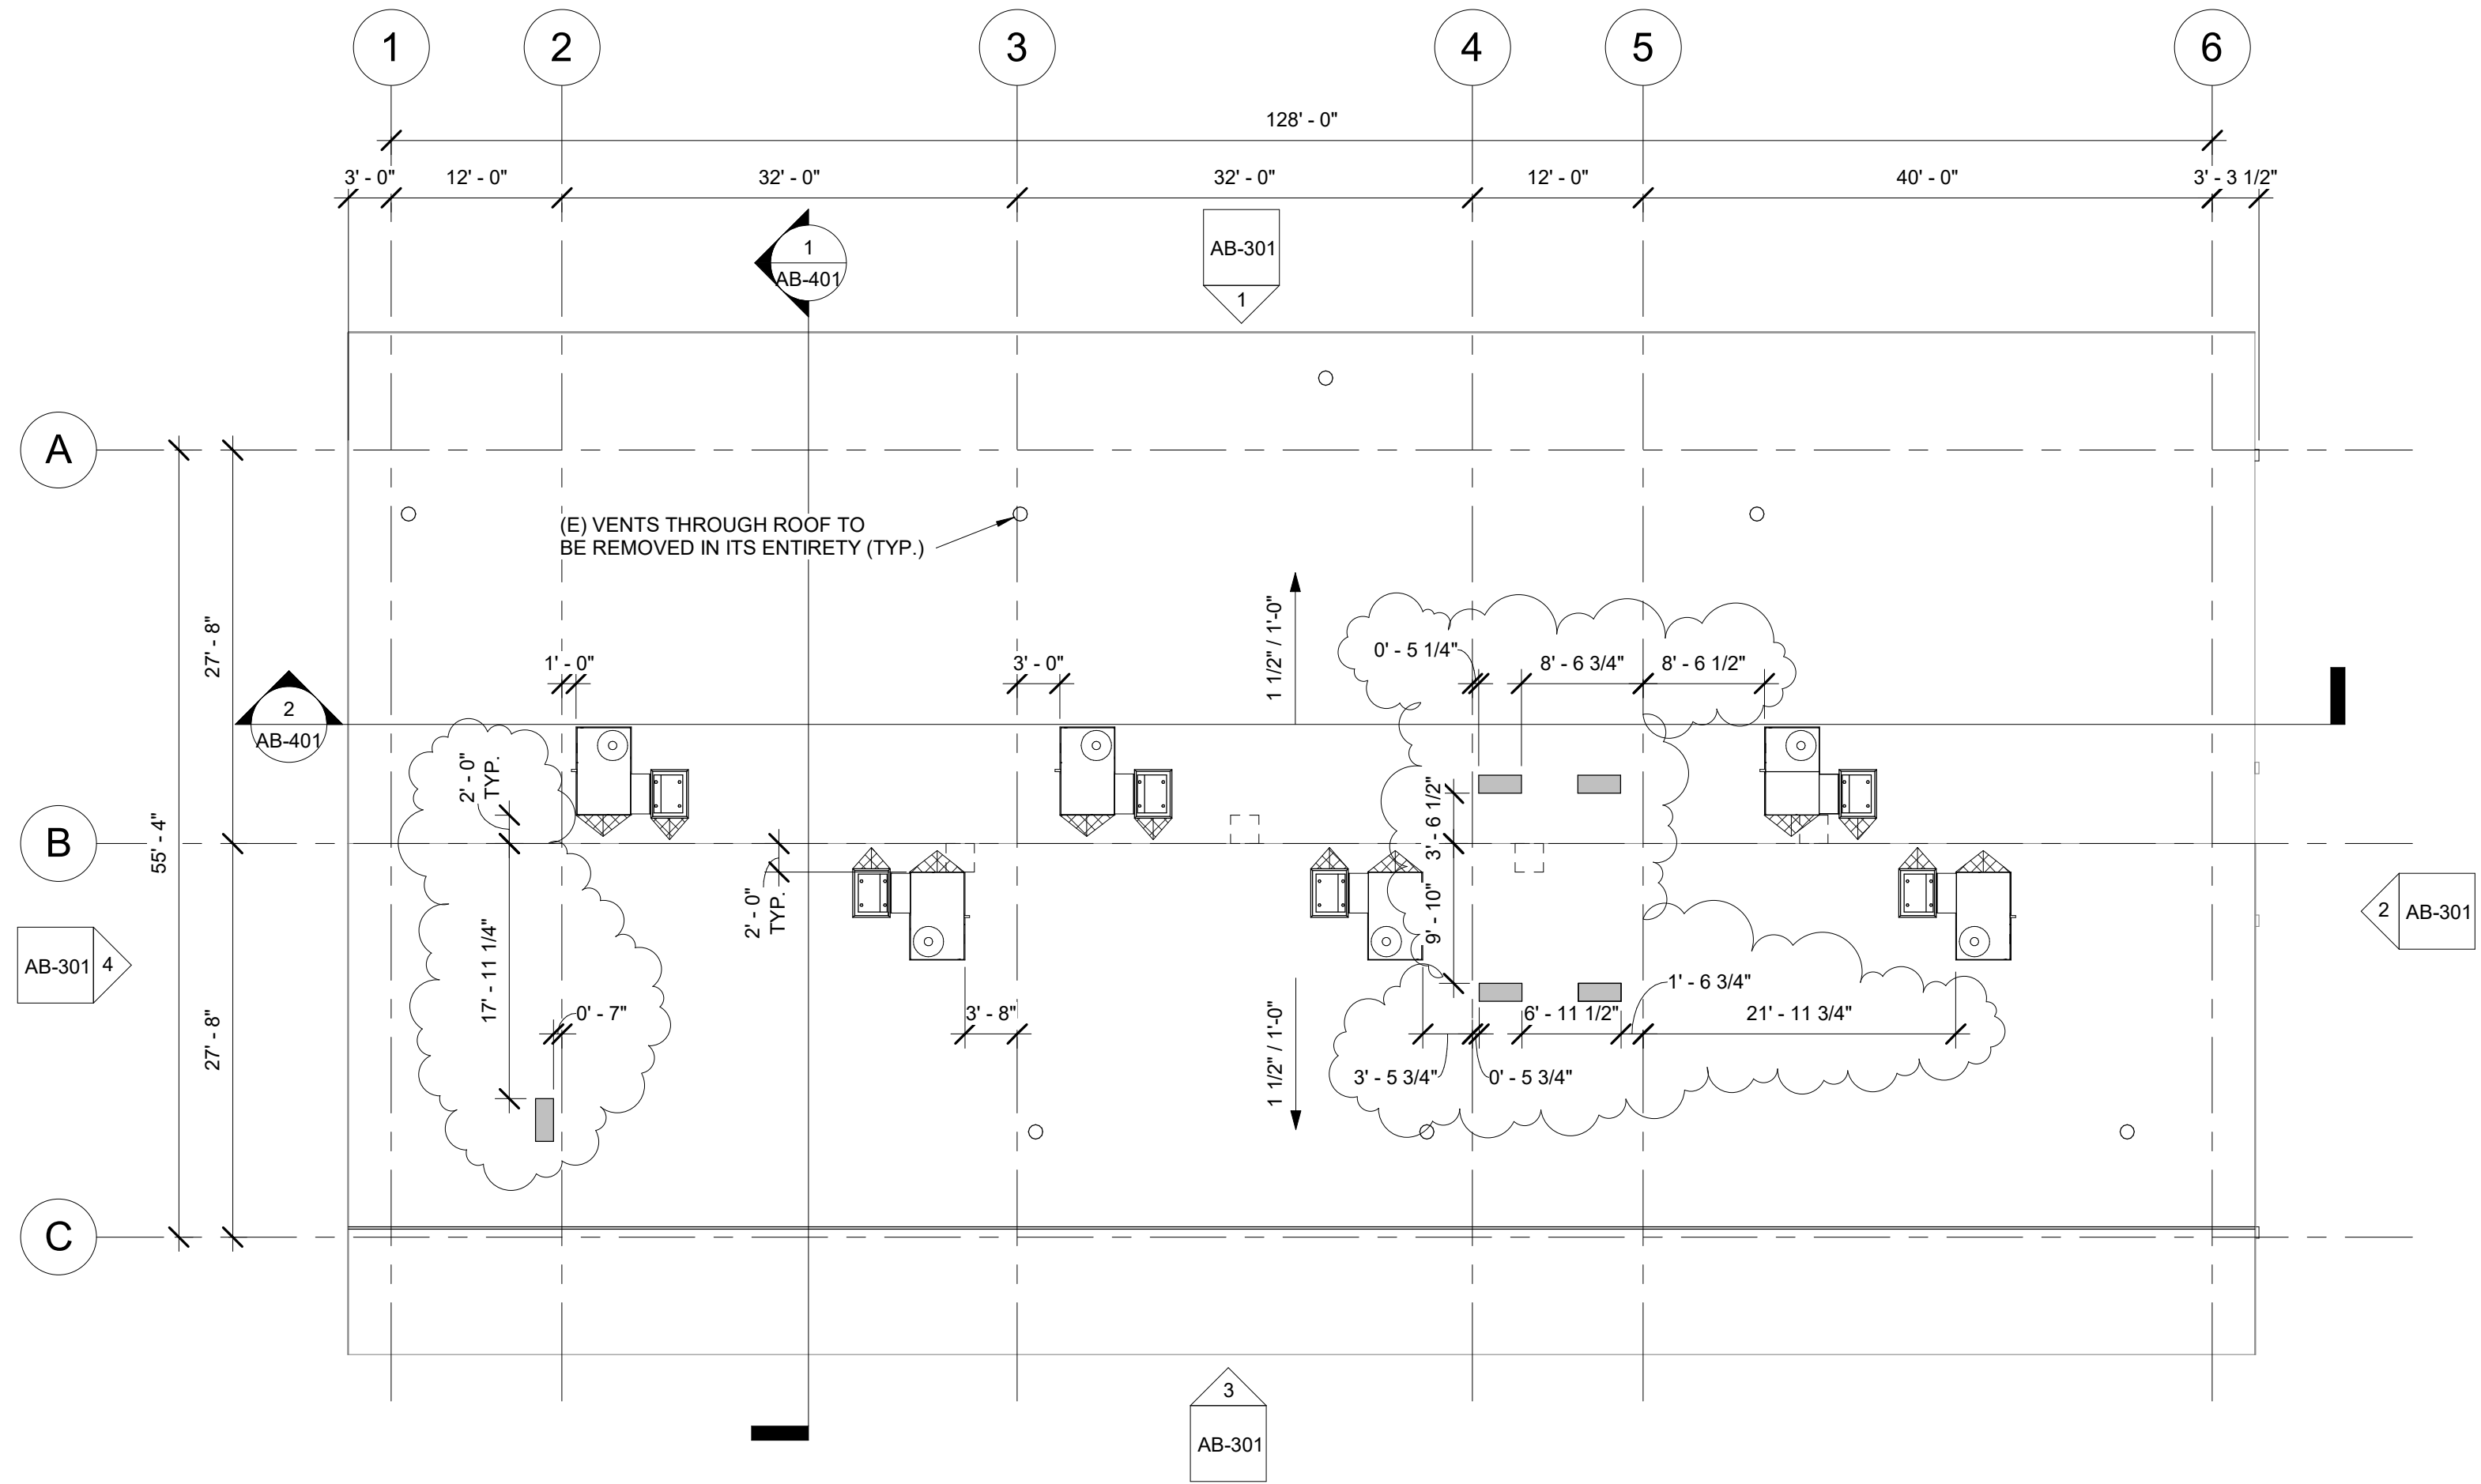 1
2
3
4
5
6
128' - 0"
3' - 0"
12' - 0"
32' - 0"
32' - 0"
12' - 0"
40' - 0"
3' - 3 1/2"
1
AB-401
AB-301
1
A
(E) VENTS THROUGH ROOF TO
BE REMOVED IN ITS ENTIRETY (TYP.)
27' - 8"
55' - 4"
1 1/2" / 1'-0"
1' - 0"
3' - 0"
0' - 5 1/4"
8' - 6 3/4"
8' - 6 1/2"
2
AB-401
2' - 0"
TYP.
3' - 6 1/2"
B
2' - 0"
TYP.
9' - 10"
2
AB-301
AB-301
4
17' - 11 1/4"
27' - 8"
0' - 7"
3' - 8"
1 1/2" / 1'-0"
6' - 11 1/2"
1' - 6 3/4"
21' - 11 3/4"
3' - 5 3/4"
0' - 5 3/4"
C
3
AB-301